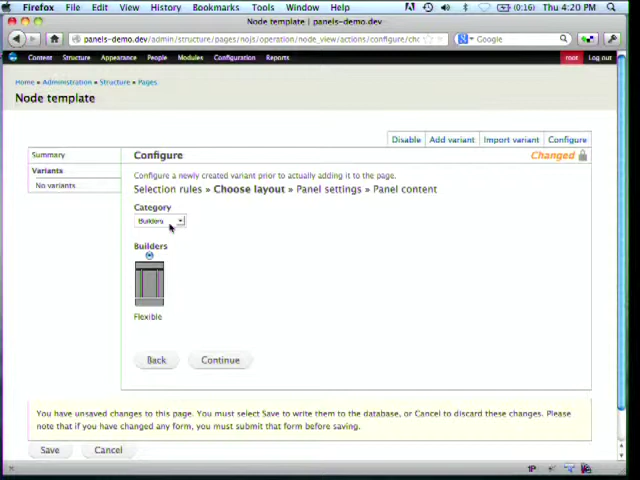 Firefox File Edit View History Bookmarks Tools Window Help (0:16) Thu 4:20 PM
Node template | panels-demo.dev
panels-demo.dev/admin/structure/pages/nojs/operation/node_view/actions/configure/ch Google
Content Structure Appearance People Modules Configuration Reports root Log out
Home » Administration » Structure » Pages
Node template
Disable Add variant Import variant Configure
Summary
Variants
No variants
Configure Changed
Configure a newly created variant prior to actually adding it to the page.
Selection rules » Choose layout » Panel settings » Panel content
Category
Builders
Builders
Flexible
Back Continue
You have unsaved changes to this page. You must select Save to write them to the database, or Cancel to discard these changes. Please
note that if you have changed any form, you must submit that form before saving.
Save Cancel